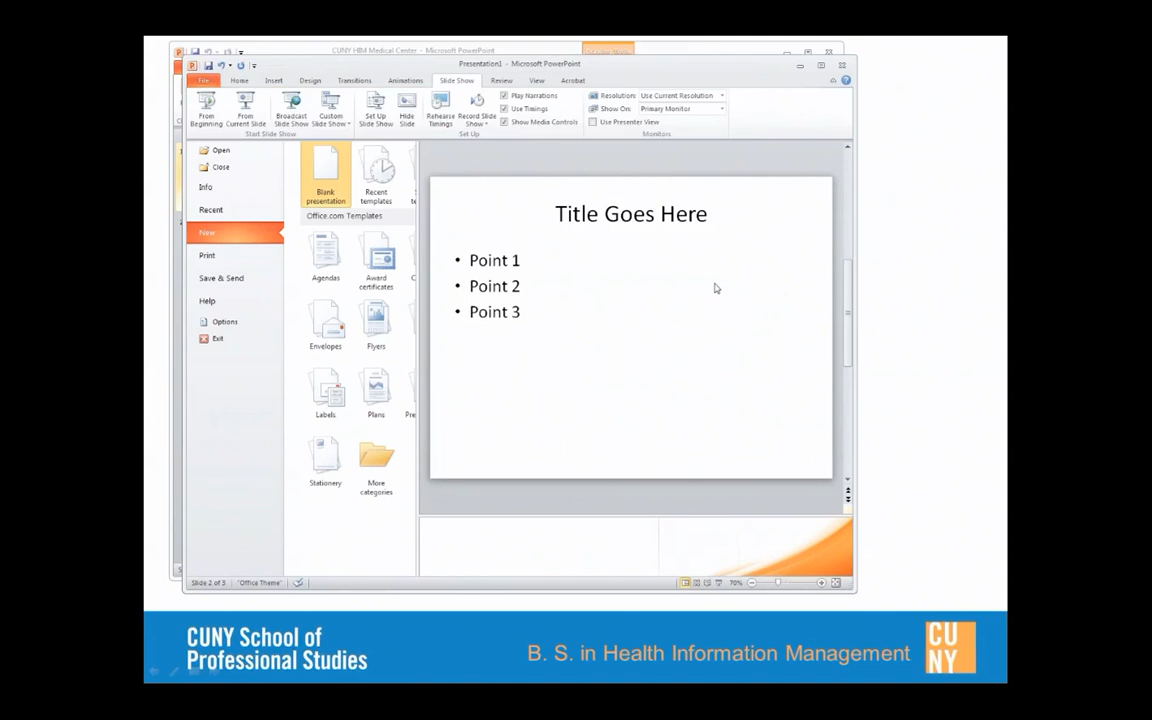 CUNY HIM Medical Center - Microsoft PowerPoint
Presentation1 - Microsoft PowerPoint
File Home Insert Design Transitions Animations Slide Show Review View Acrobat
From Beginning
From Current Slide
Broadcast Slide Show
Custom Slide Show
Set Up Slide Show
Hide Slide
Rehearse Timings
Record Slide Show
Play Narrations
Use Timings
Show Media Controls
Resolution: Use Current Resolution
Show On: Primary Monitor
Use Presenter View
Start Slide Show
Set Up
Monitors
Open
Close
Info
Recent
New
Print
Save & Send
Help
Options
Exit
Blank presentation
Recent templates
Office.com Templates
Agendas
Award certificates
Envelopes
Flyers
Labels
Plans
Stationery
More categories
Title Goes Here
• Point 1
• Point 2
• Point 3
Slide 2 of 3 "Office Theme"
70%
CUNY School of
Professional Studies
B. S. in Health Information Management
CU
NY